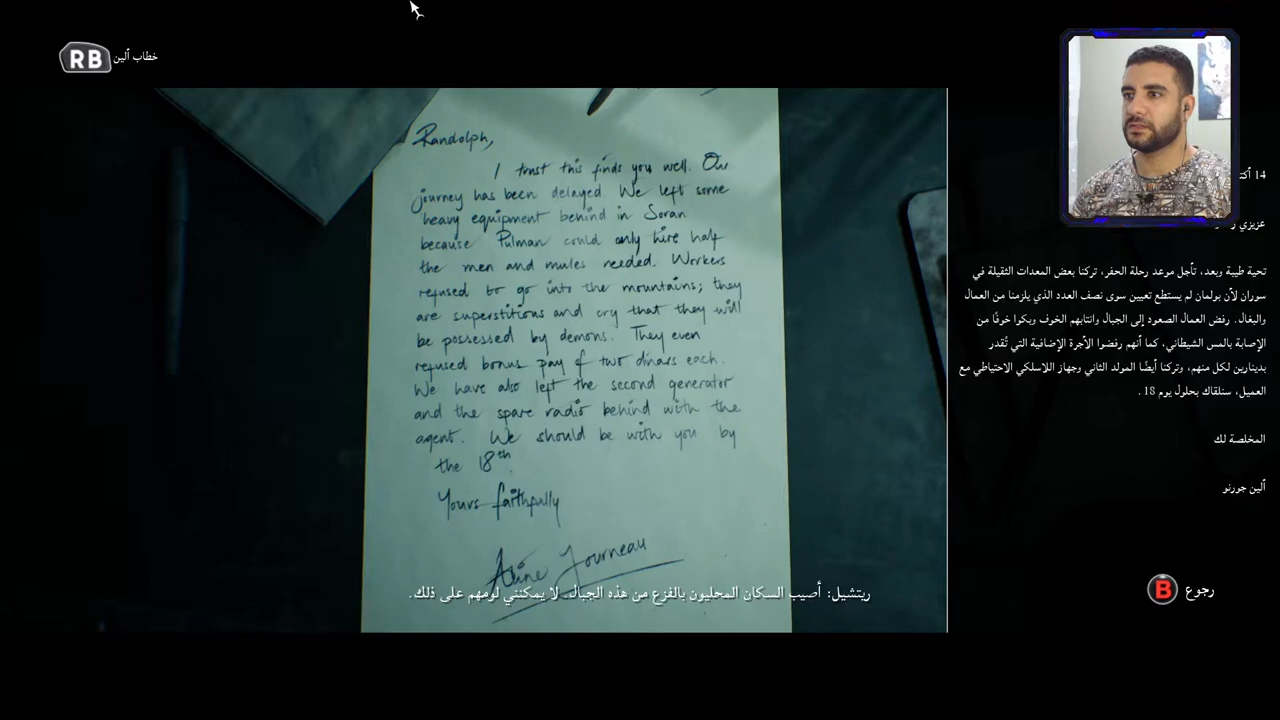 RB
خطاب ألين
Randolph,
I trust this finds you well. Our
journey has been delayed. We left some
heavy equipment behind in Soran
because Pulman could only hire half
the men and mules needed. Workers
refused to go into the mountains; they
are superstitious and cry that they will
be possessed by demons. They even
refused bonus pay of two dinars each.
We have also left the second generator
and the spare radio behind with the
agent. We should be with you by
the 18th.
Yours faithfully
Aline Journeau
ريتشيل: أصيب السكان المحليون بالفزع من هذه الجبال. لا يمكنني لومهم على ذلك.
14
عزيزي
تحية طيبة وبعد، تأجل موعد رحلة الحفر، تركنا بعض المعدات الثقيلة في
سوران لأن بولمان لم يستطع تعيين سوى نصف العدد الذي يلزمنا من العمال
والبغال. رفض العمال الصعود إلى الجبال وانتابهم الخوف وبكوا خوفًا من
الإصابة بالمس الشيطاني، كما أنهم رفضوا الأجرة الإضافية التي تُقدر
بدينارين لكل منهم، وتركنا أيضًا المولد الثاني وجهاز اللاسلكي الاحتياطي مع
العميل، سنلقاك بحلول يوم 18.
المخلصة لك
ألين جورنو
B رجوع